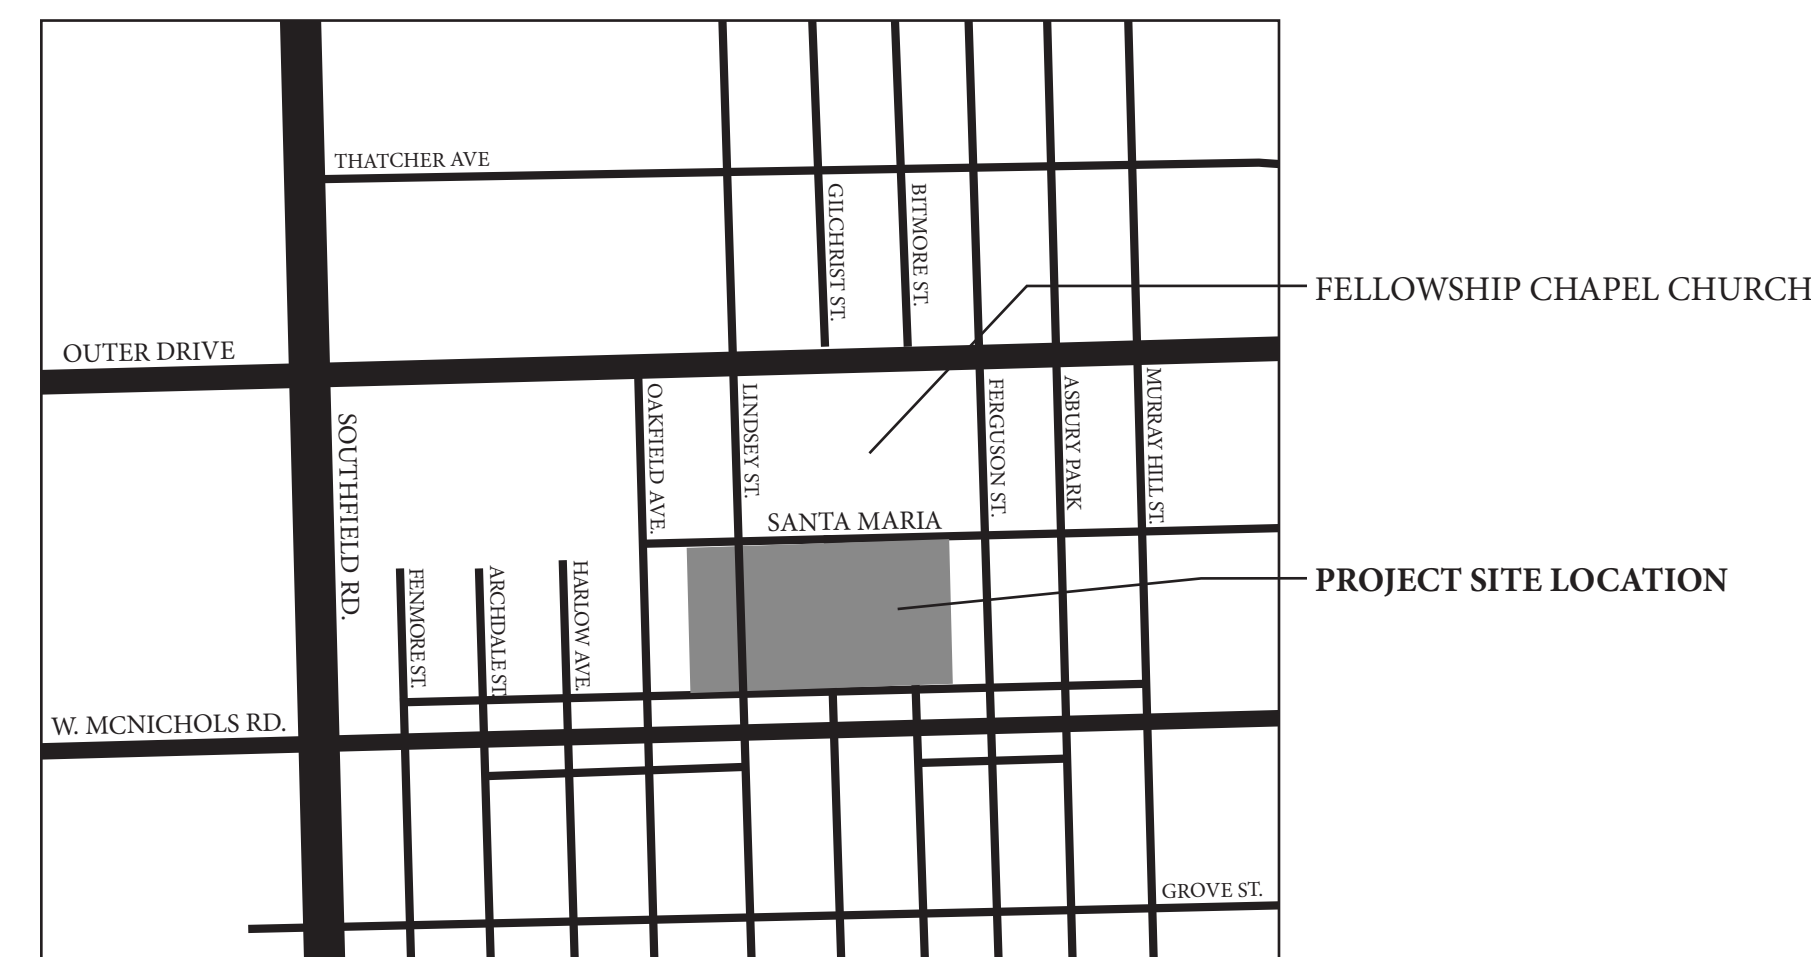 THATCHER AVE
GILCHRIST ST.
BITMORE ST.
FELLOWSHIP CHAPEL CHURCH
OUTER DRIVE
SOUTHFIELD RD.
OAKFIELD AVE.
LINDSEY ST.
FERGUSON ST.
ASBURY PARK
MURRAY HILL ST.
SANTA MARIA
FENMORE ST.
ARCHDALE ST.
HARLOW AVE.
PROJECT SITE LOCATION
W. MCNICHOLS RD.
GROVE ST.